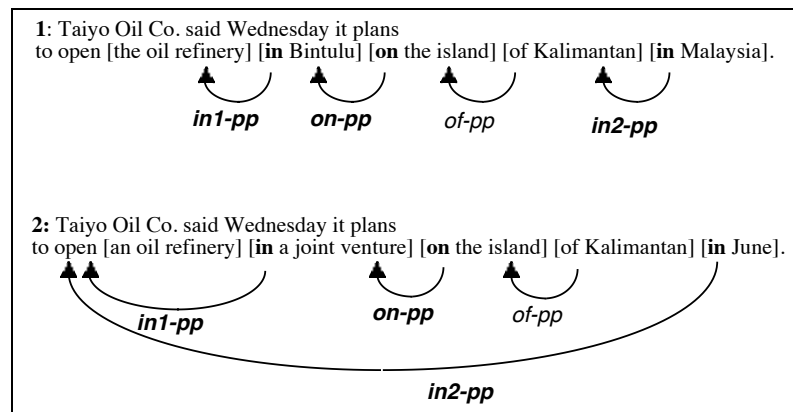 1: Taiyo Oil Co. said Wednesday it plans
to open [the oil refinery] [in Bintulu] [on the island] [of Kalimantan] [in Malaysia].
in1-pp on-pp of-pp in2-pp
2: Taiyo Oil Co. said Wednesday it plans
to open [an oil refinery] [in a joint venture] [on the island] [of Kalimantan] [in June].
in1-pp on-pp of-pp
in2-pp